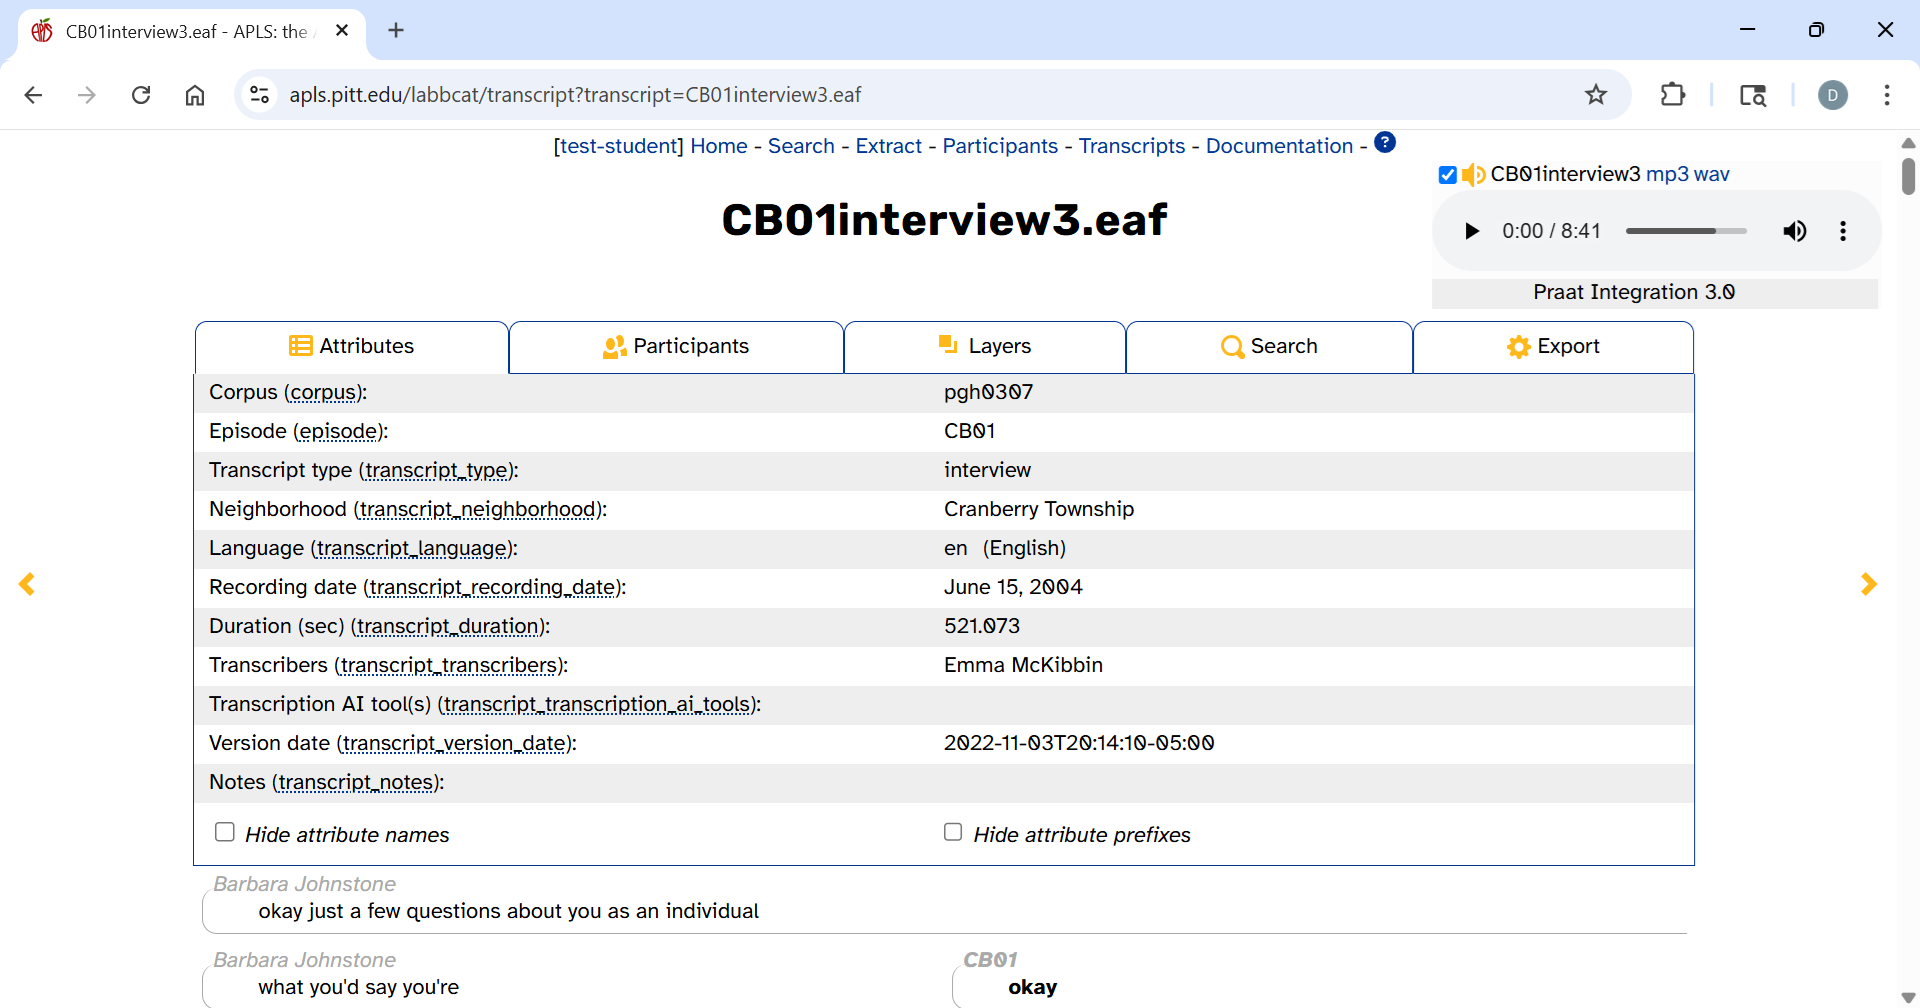 CB01interview3.eaf - APLS: the
apls.pitt.edu/labbcat/transcript?transcript=CB01interview3.eaf
D
[test-student] Home - Search - Extract - Participants - Transcripts - Documentation - ?
CB01interview3 mp3 wav
CB01interview3.eaf
0:00 / 8:41
Praat Integration 3.0
Attributes Participants Layers Search Export
Corpus (corpus): pgh0307
Episode (episode): CB01
Transcript type (transcript_type): interview
Neighborhood (transcript_neighborhood): Cranberry Township
Language (transcript_language): en (English)
Recording date (transcript_recording_date): June 15, 2004
Duration (sec) (transcript_duration): 521.073
Transcribers (transcript_transcribers): Emma McKibbin
Transcription AI tool(s) (transcript_transcription_ai_tools):
Version date (transcript_version_date): 2022-11-03T20:14:10-05:00
Notes (transcript_notes):
Hide attribute names Hide attribute prefixes
Barbara Johnstone
okay just a few questions about you as an individual
Barbara Johnstone CB01
what you'd say you're okay